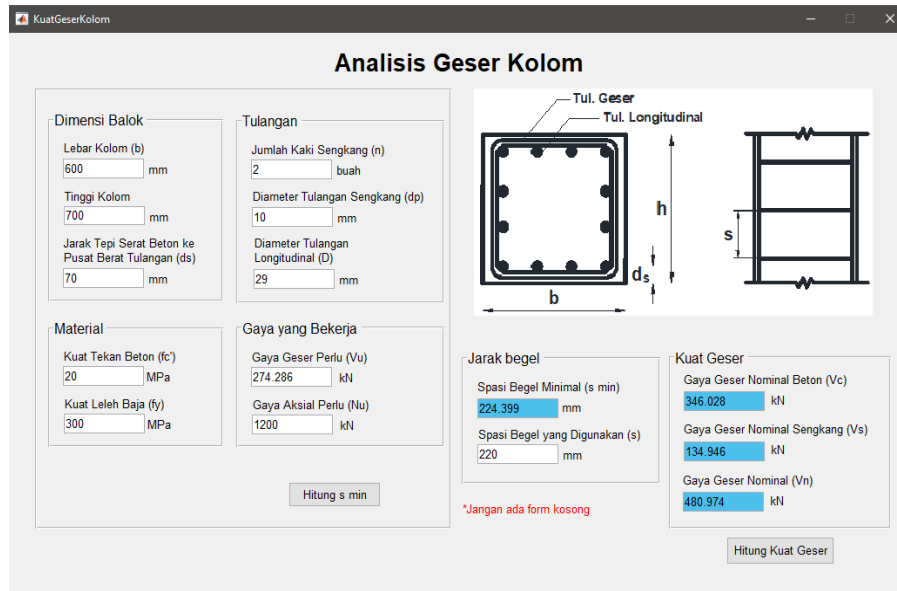 KuatGeserKolom
Analisis Geser Kolom
Dimensi Balok
Lebar Kolom (b)
600 mm
Tinggi Kolom
700 mm
Jarak Tepi Serat Beton ke
Pusat Berat Tulangan (ds)
70 mm
Tulangan
Jumlah Kaki Sengkang (n)
2 buah
Diameter Tulangan Sengkang (dp)
10 mm
Diameter Tulangan
Longitudinal (D)
29 mm
Material
Kuat Tekan Beton (fc')
20 MPa
Kuat Leleh Baja (fy)
300 MPa
Gaya yang Bekerja
Gaya Geser Perlu (Vu)
274.286 kN
Gaya Aksial Perlu (Nu)
1200 kN
Hitung s min
Tul. Geser
Tul. Longitudinal
h
s
ds
b
Jarak begel
Spasi Begel Minimal (s min)
224.399 mm
Spasi Begel yang Digunakan (s)
220 mm
*Jangan ada form kosong
Kuat Geser
Gaya Geser Nominal Beton (Vc)
346.028 kN
Gaya Geser Nominal Sengkang (Vs)
134.946 kN
Gaya Geser Nominal (Vn)
480.974 kN
Hitung Kuat Geser